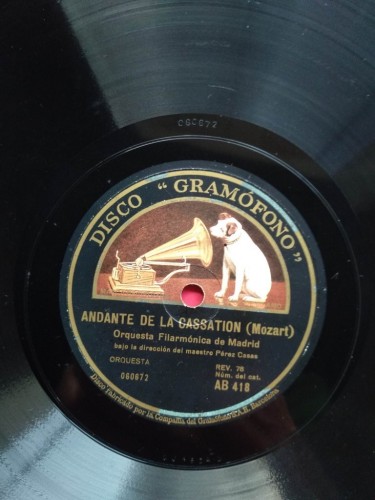 060672
DISCO "GRAMÓFONO"
ANDANTE DE LA CASSATION (Mozart)
Orquesta Filarmónica de Madrid
bajo la dirección del maestro Pérez Casas
ORQUESTA
REV. 78
Núm. del cat.
060672
AB 418
Disco fabricado por la Compañía del Gramófono S.A.E. Barcelona